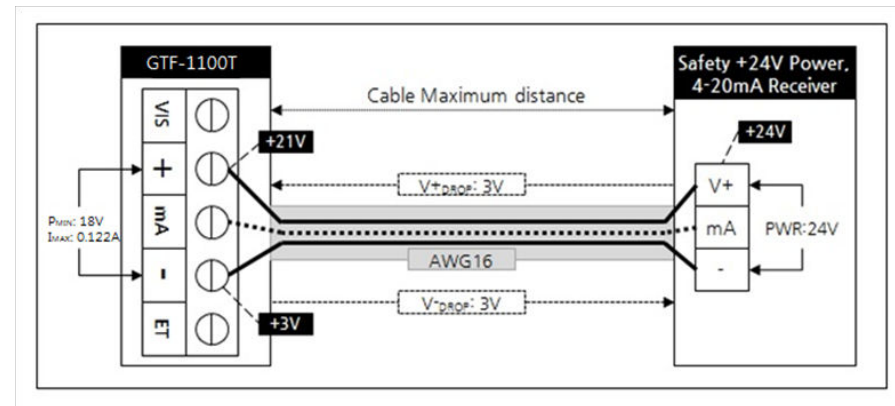 GTF-1100T
Safety +24V Power,
4-20mA Receiver
Cable Maximum distance
SIV
+21V
+24V
+
V+DROP: 3V
V+
PMIN: 18V
IMAX: 0.122A
mA
mA
PWR:24V
AWG16
-
-
V-DROP: 3V
+3V
ET